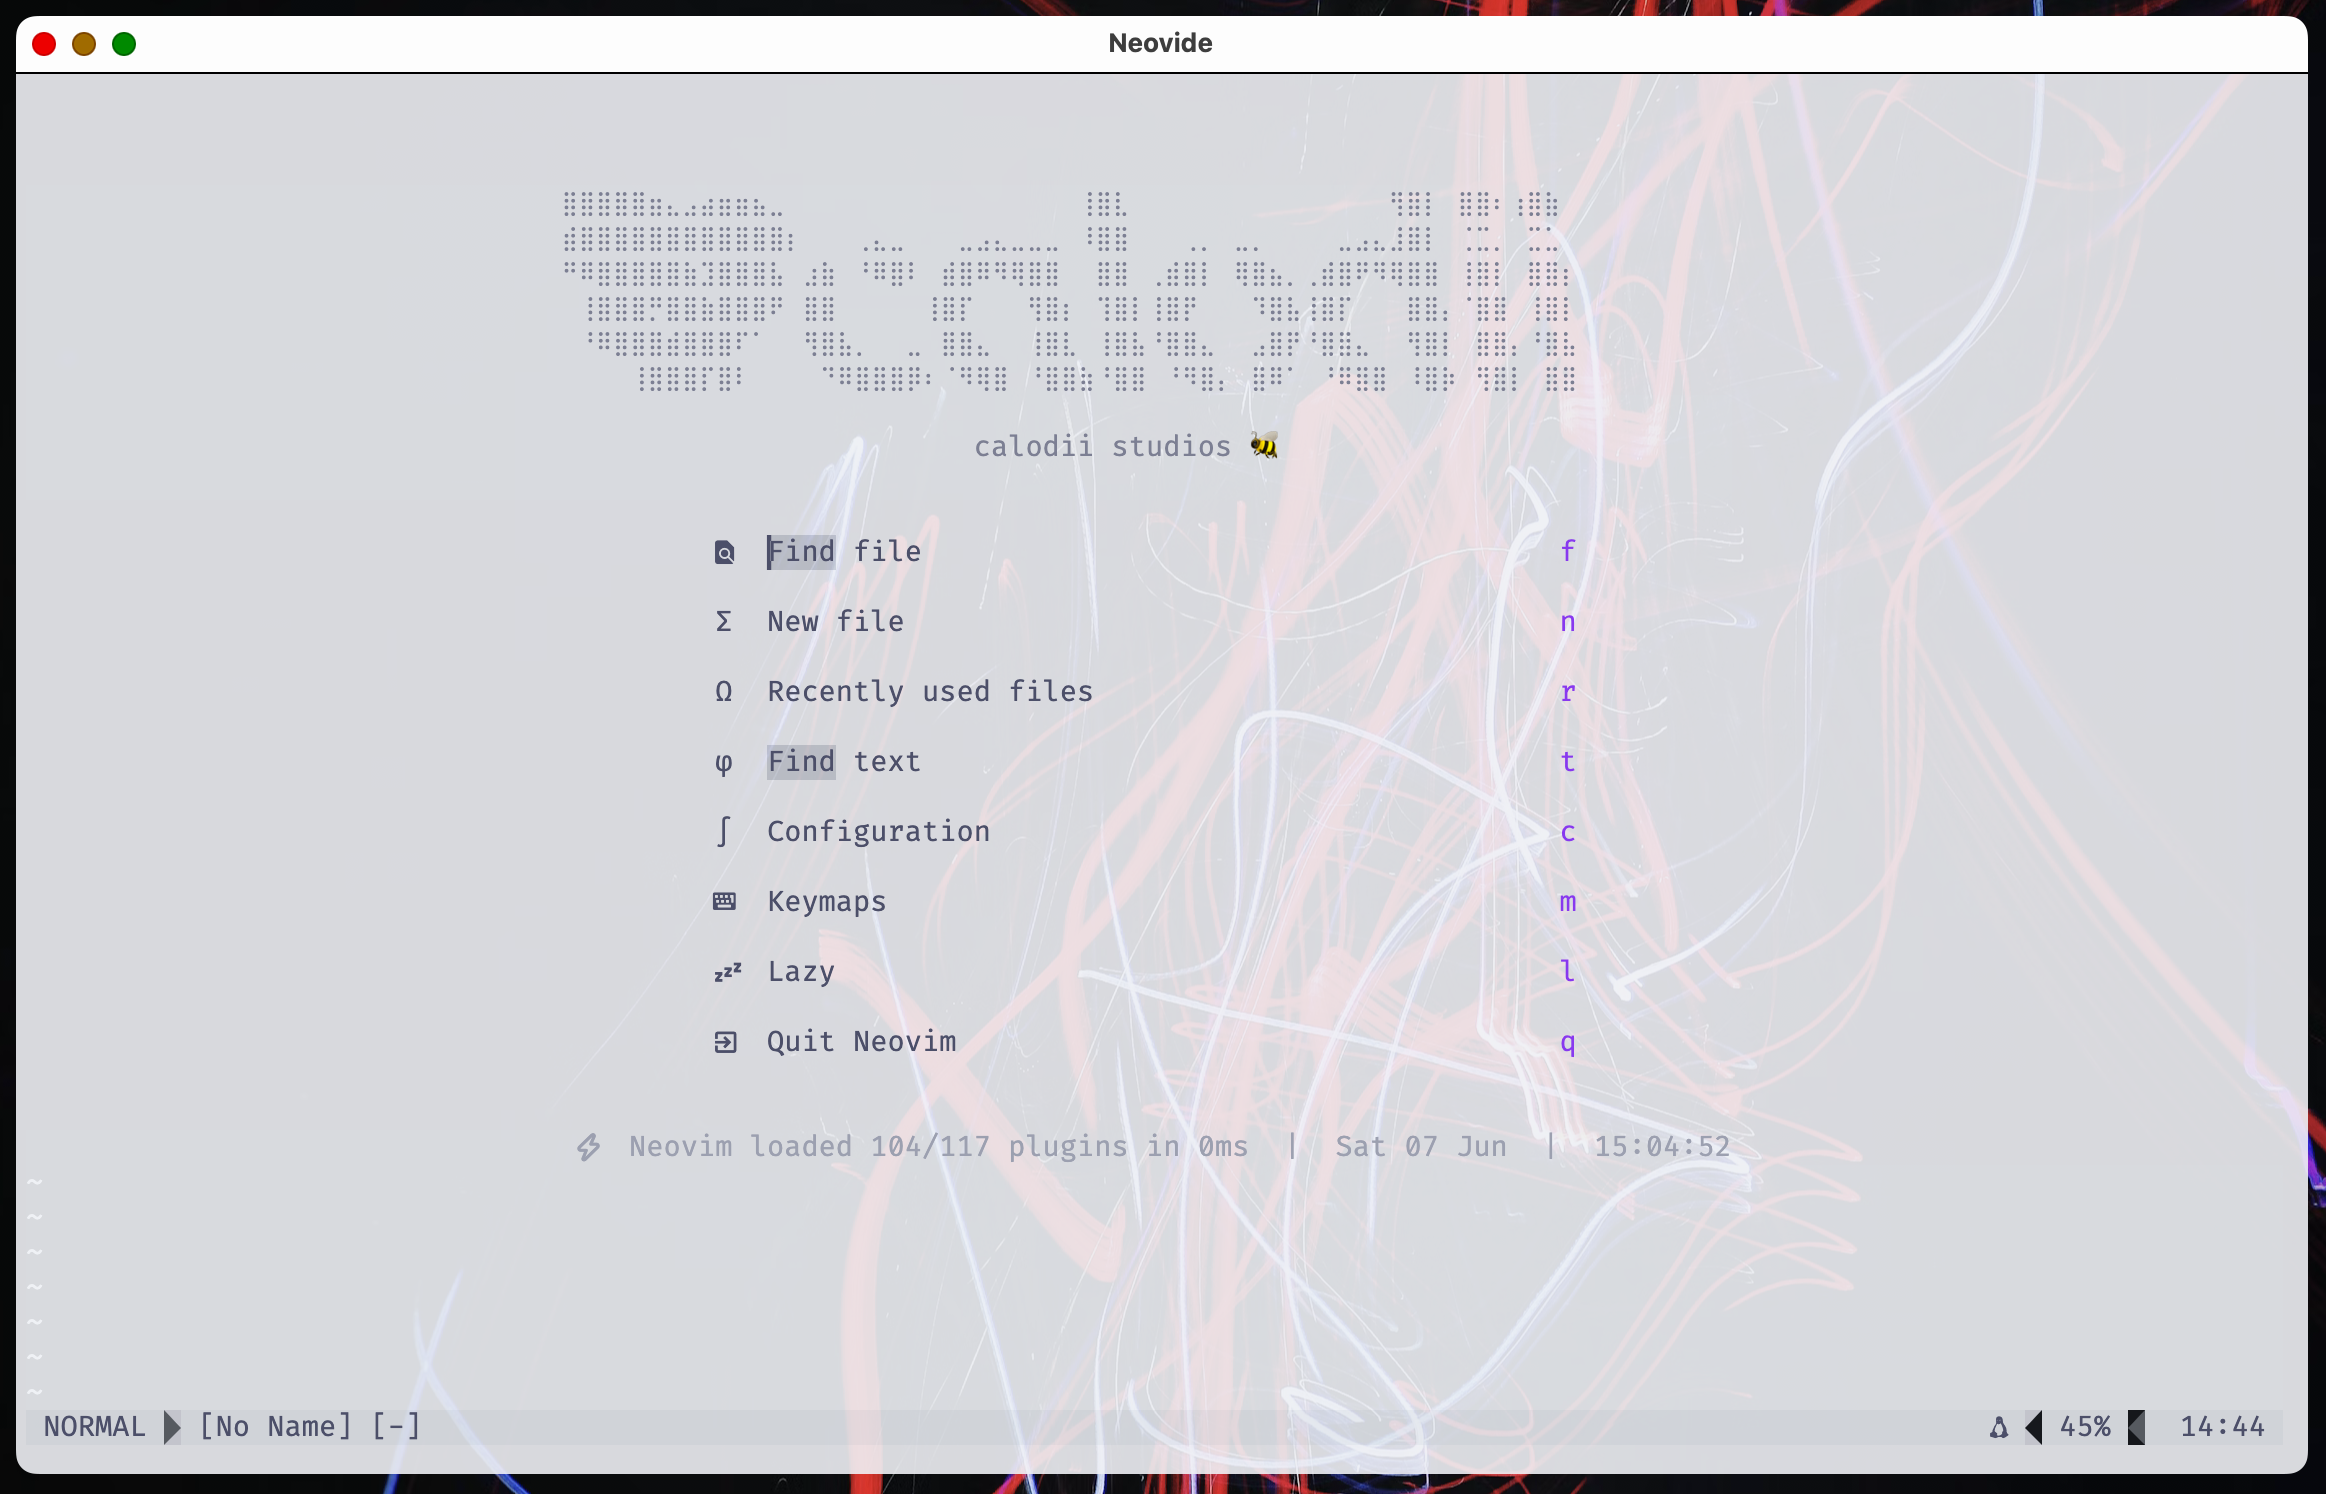 Neovide
calodii studios 🐝
Find file f
Σ New file n
Ω Recently used files r
φ Find text t
∫ Configuration c
Keymaps m
zzz Lazy l
Quit Neovim q
Neovim loaded 104/117 plugins in 0ms | Sat 07 Jun | 15:04:52
~
~
~
~
~
~
~
NORMAL [No Name] [-] 45% 14:44